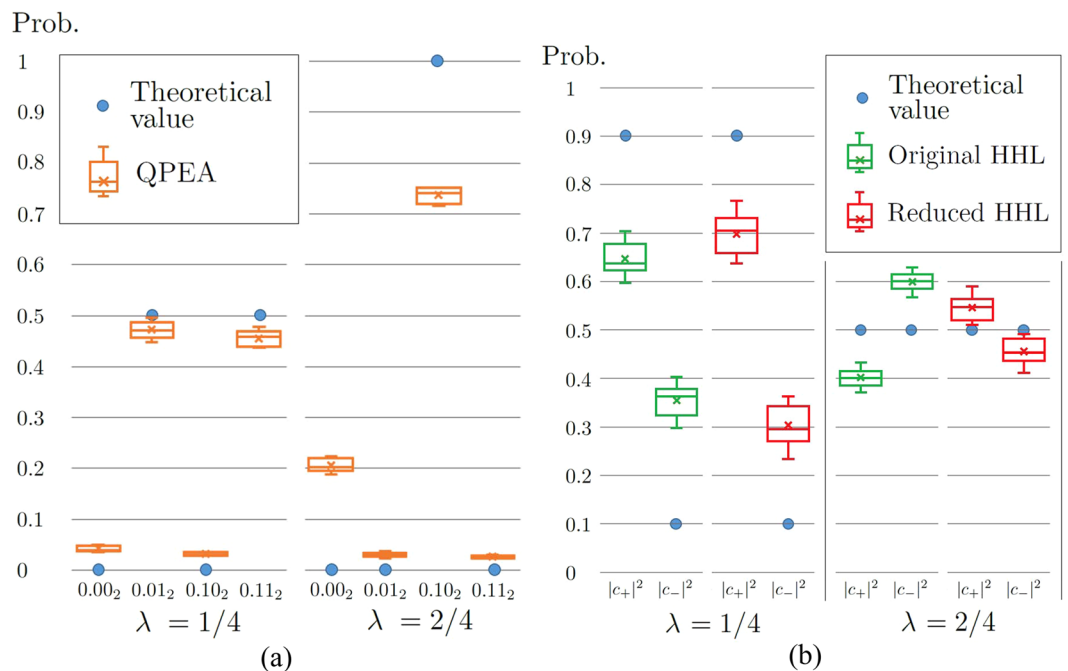 Prob.
1
0.9
0.8
0.7
0.6
0.5
0.4
0.3
0.2
0.1
0
Theoretical
value
QPEA
0.00₂ 0.01₂ 0.10₂ 0.11₂ 0.00₂ 0.01₂ 0.10₂ 0.11₂
λ = 1/4 λ = 2/4
(a)
Prob.
1
0.9
0.8
0.7
0.6
0.5
0.4
0.3
0.2
0.1
0
Theoretical
value
Original HHL
Reduced HHL
|c₊|² |c₋|² |c₊|² |c₋|² |c₊|² |c₋|² |c₊|² |c₋|²
λ = 1/4 λ = 2/4
(b)